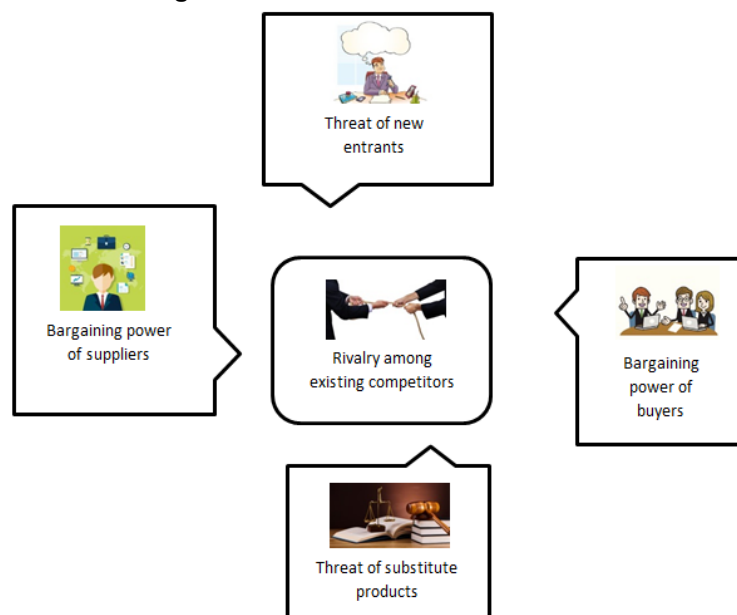 Threat of new
entrants
Bargaining power
of suppliers
Rivalry among
existing competitors
Bargaining
power of
buyers
Threat of substitute
products